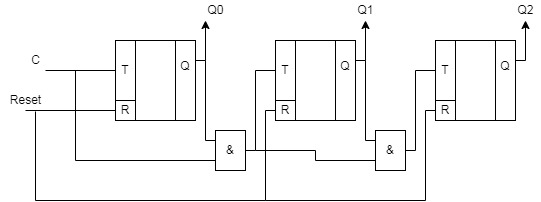 Q0 Q1 Q2
C T Q T Q T Q
Reset R R R
& &